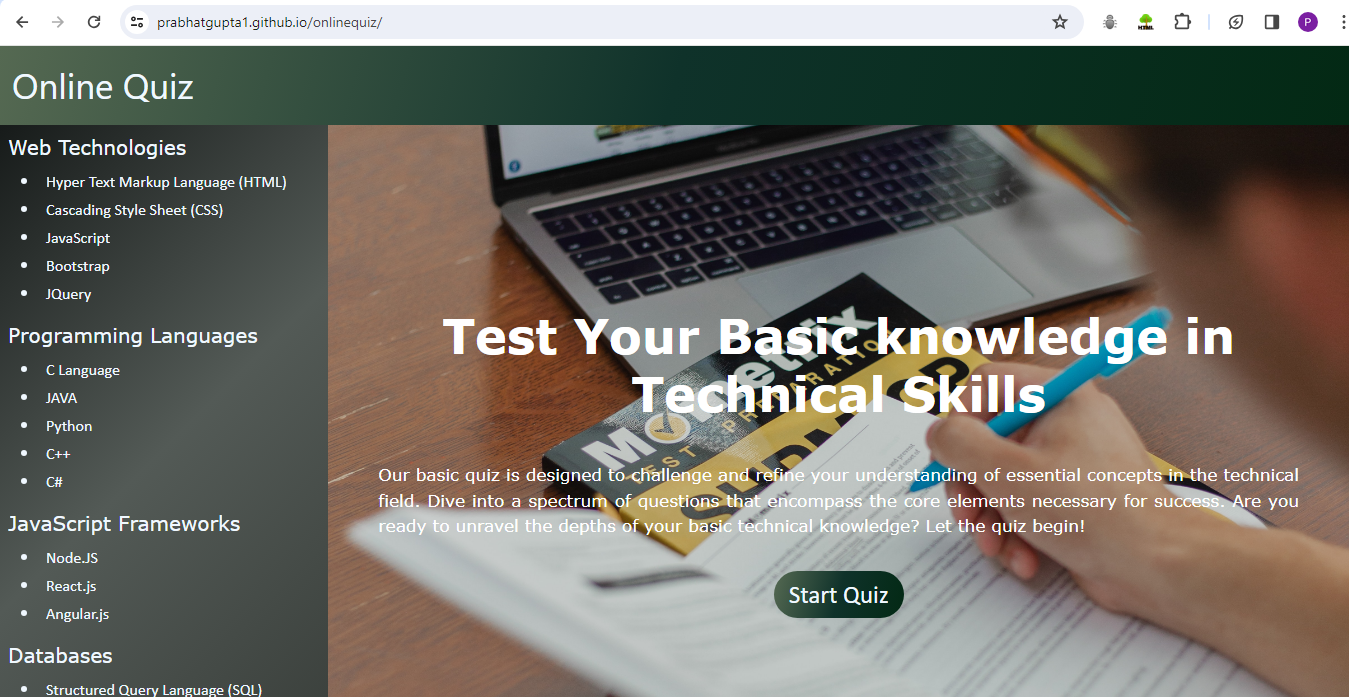 prabhatgupta1.github.io/onlinequiz/
HTML
P
Online Quiz
Web Technologies
Hyper Text Markup Language (HTML)
Cascading Style Sheet (CSS)
JavaScript
Bootstrap
JQuery
Programming Languages
C Language
JAVA
Python
C++
C#
JavaScript Frameworks
Node.JS
React.js
Angular.js
Databases
Structured Query Language (SQL)
Test Your Basic knowledge in
Technical Skills
Our basic quiz is designed to challenge and refine your understanding of essential concepts in the technical
field. Dive into a spectrum of questions that encompass the core elements necessary for success. Are you
ready to unravel the depths of your basic technical knowledge? Let the quiz begin!
Start Quiz
Mometrix
TEST PREPARATION